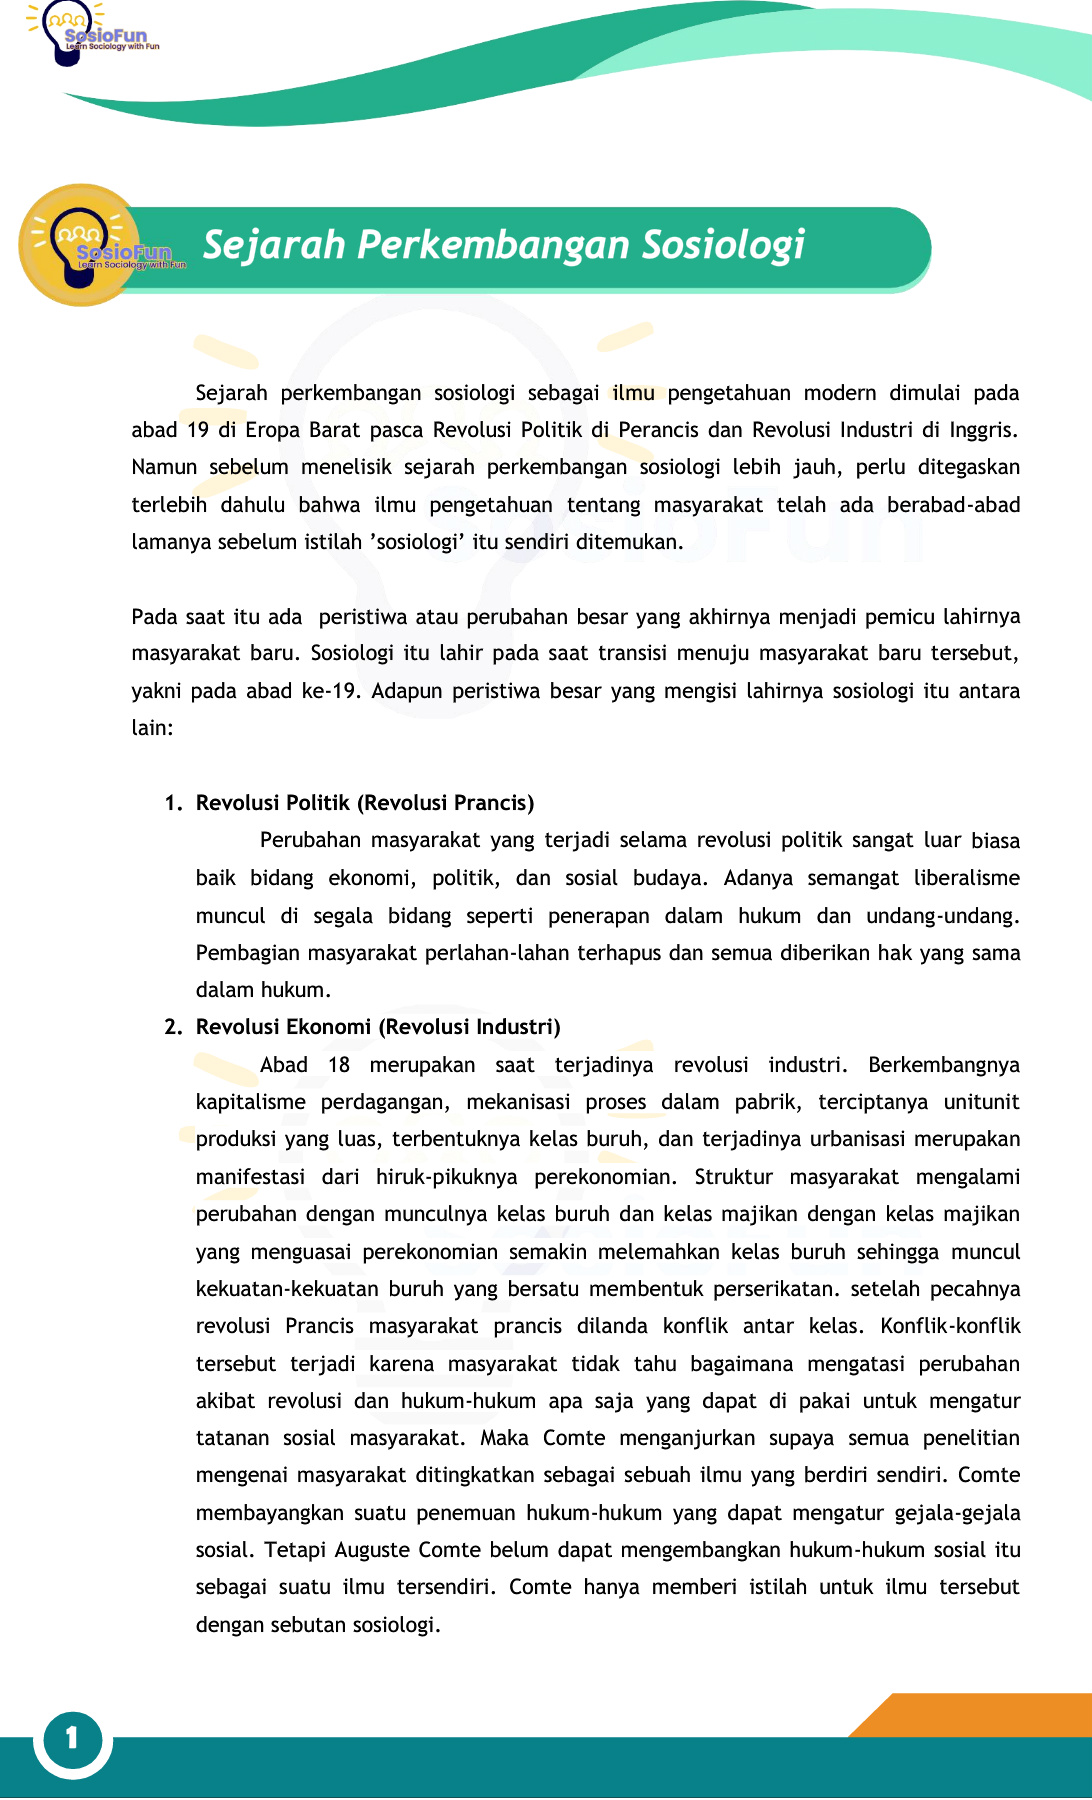 SosioFun
Learn Sociology with Fun
SosioFun
Learn Sociology with Fun
Sejarah Perkembangan Sosiologi
Sejarah perkembangan sosiologi sebagai ilmu pengetahuan modern dimulai pada
abad 19 di Eropa Barat pasca Revolusi Politik di Perancis dan Revolusi Industri di Inggris.
Namun sebelum menelisik sejarah perkembangan sosiologi lebih jauh, perlu ditegaskan
terlebih dahulu bahwa ilmu pengetahuan tentang masyarakat telah ada berabad-abad
lamanya sebelum istilah ’sosiologi’ itu sendiri ditemukan.
Pada saat itu ada  peristiwa atau perubahan besar yang akhirnya menjadi pemicu lahirnya
masyarakat baru. Sosiologi itu lahir pada saat transisi menuju masyarakat baru tersebut,
yakni pada abad ke-19. Adapun peristiwa besar yang mengisi lahirnya sosiologi itu antara
lain:
1. Revolusi Politik (Revolusi Prancis)
Perubahan masyarakat yang terjadi selama revolusi politik sangat luar biasa
baik bidang ekonomi, politik, dan sosial budaya. Adanya semangat liberalisme
muncul di segala bidang seperti penerapan dalam hukum dan undang-undang.
Pembagian masyarakat perlahan-lahan terhapus dan semua diberikan hak yang sama
dalam hukum.
2. Revolusi Ekonomi (Revolusi Industri)
Abad 18 merupakan saat terjadinya revolusi industri. Berkembangnya
kapitalisme perdagangan, mekanisasi proses dalam pabrik, terciptanya unitunit
produksi yang luas, terbentuknya kelas buruh, dan terjadinya urbanisasi merupakan
manifestasi dari hiruk-pikuknya perekonomian. Struktur masyarakat mengalami
perubahan dengan munculnya kelas buruh dan kelas majikan dengan kelas majikan
yang menguasai perekonomian semakin melemahkan kelas buruh sehingga muncul
kekuatan-kekuatan buruh yang bersatu membentuk perserikatan. setelah pecahnya
revolusi Prancis masyarakat prancis dilanda konflik antar kelas. Konflik-konflik
tersebut terjadi karena masyarakat tidak tahu bagaimana mengatasi perubahan
akibat revolusi dan hukum-hukum apa saja yang dapat di pakai untuk mengatur
tatanan sosial masyarakat. Maka Comte menganjurkan supaya semua penelitian
mengenai masyarakat ditingkatkan sebagai sebuah ilmu yang berdiri sendiri. Comte
membayangkan suatu penemuan hukum-hukum yang dapat mengatur gejala-gejala
sosial. Tetapi Auguste Comte belum dapat mengembangkan hukum-hukum sosial itu
sebagai suatu ilmu tersendiri. Comte hanya memberi istilah untuk ilmu tersebut
dengan sebutan sosiologi.
1